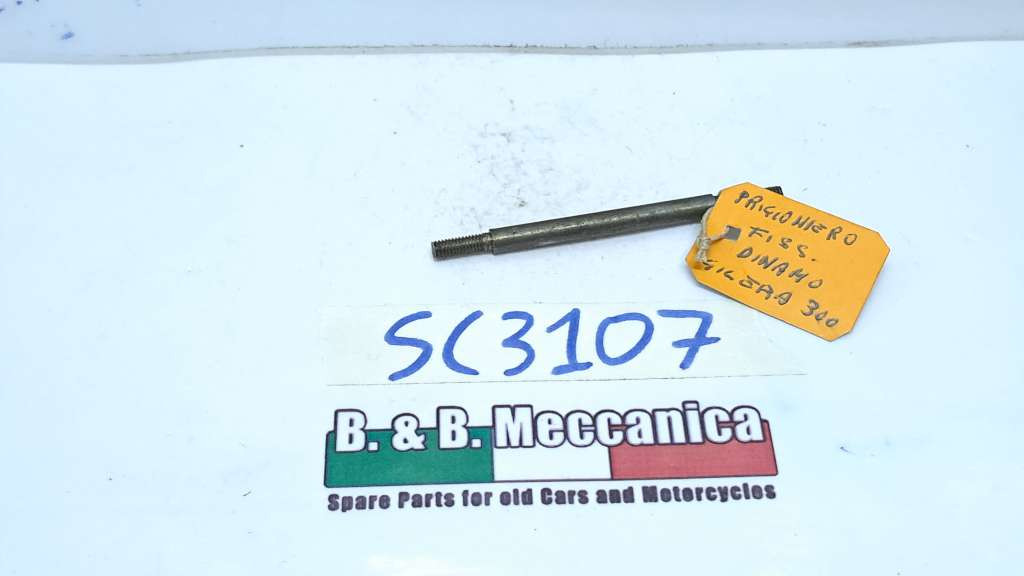 PRIGIONIERO
FISS.
DINAMO
GILERA 300
SC3107
B. & B. Meccanica
Spare Parts for old Cars and Motorcycles